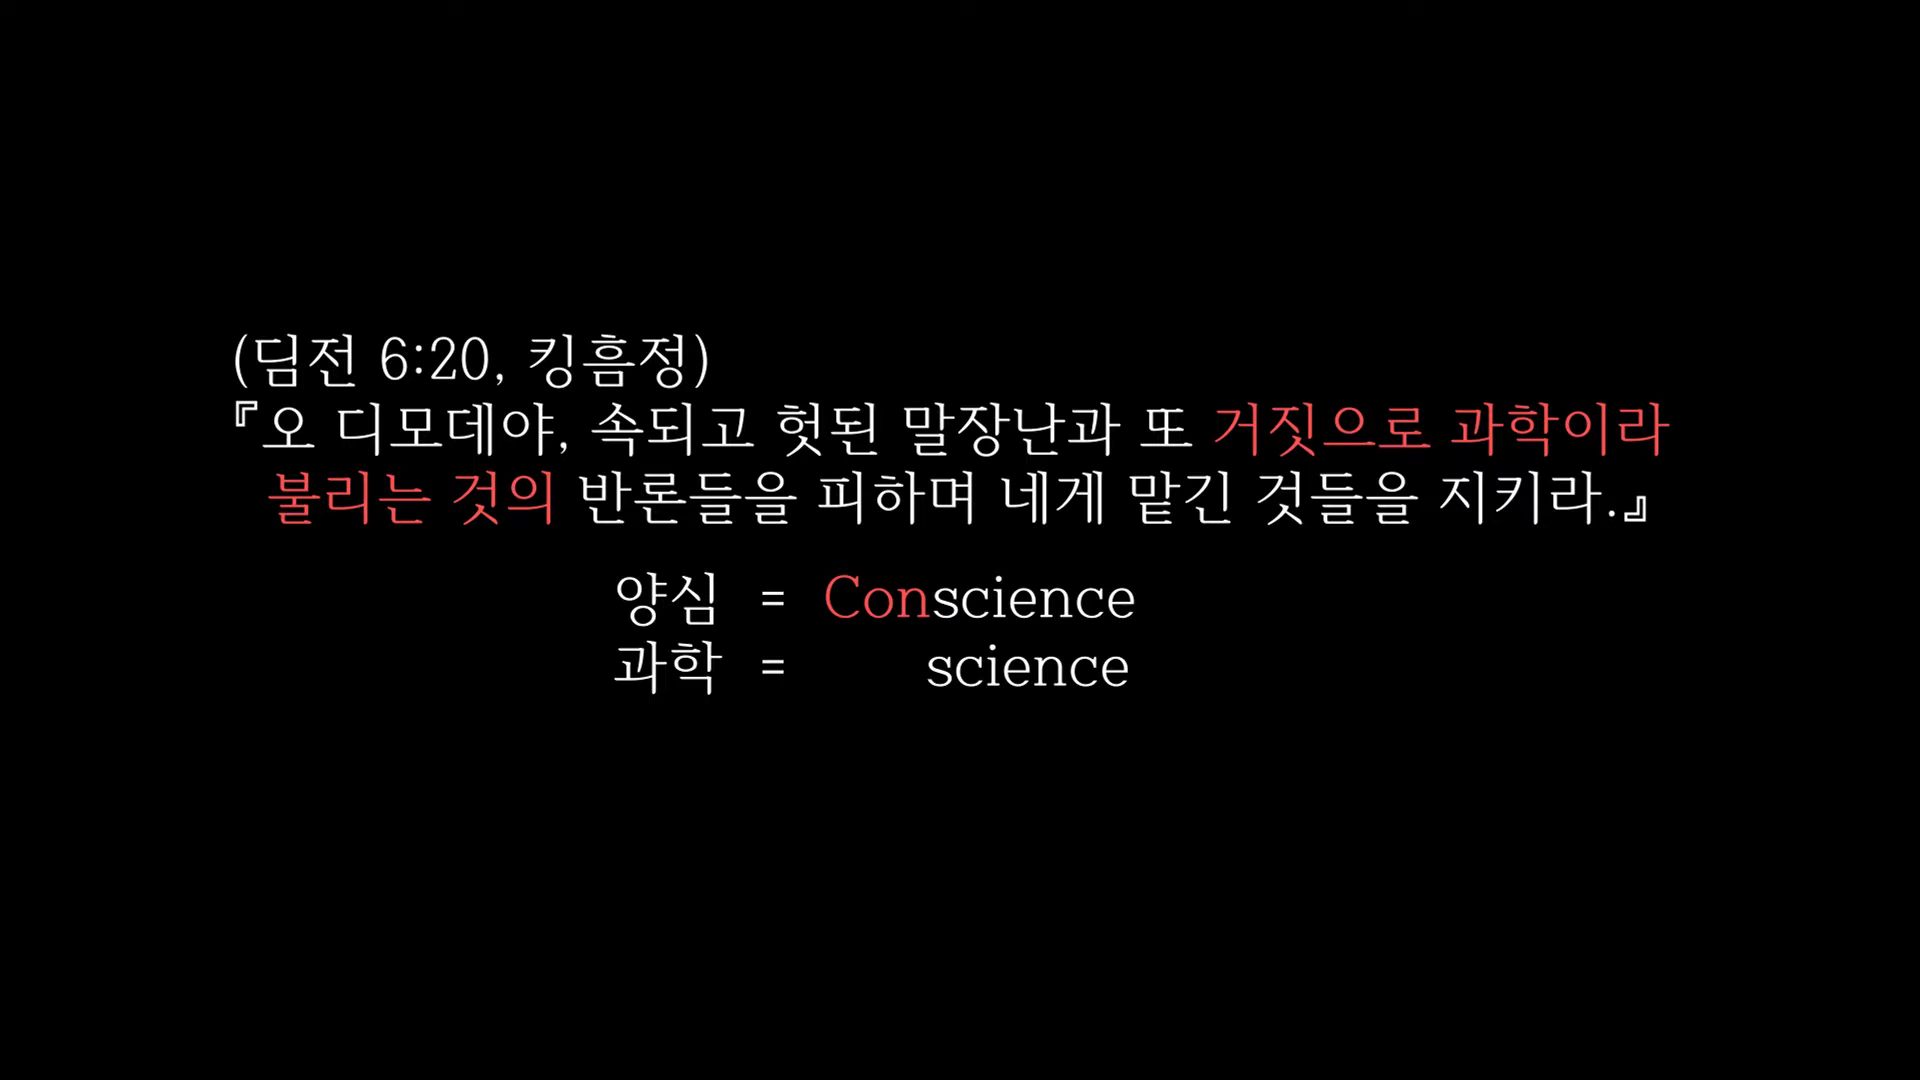 (딤전 6:20, 킹흠정)
『오 디모데야, 속되고 헛된 말장난과 또 거짓으로 과학이라
불리는 것의 반론들을 피하며 네게 맡긴 것들을 지키라.』
양심 = Conscience
과학 = science